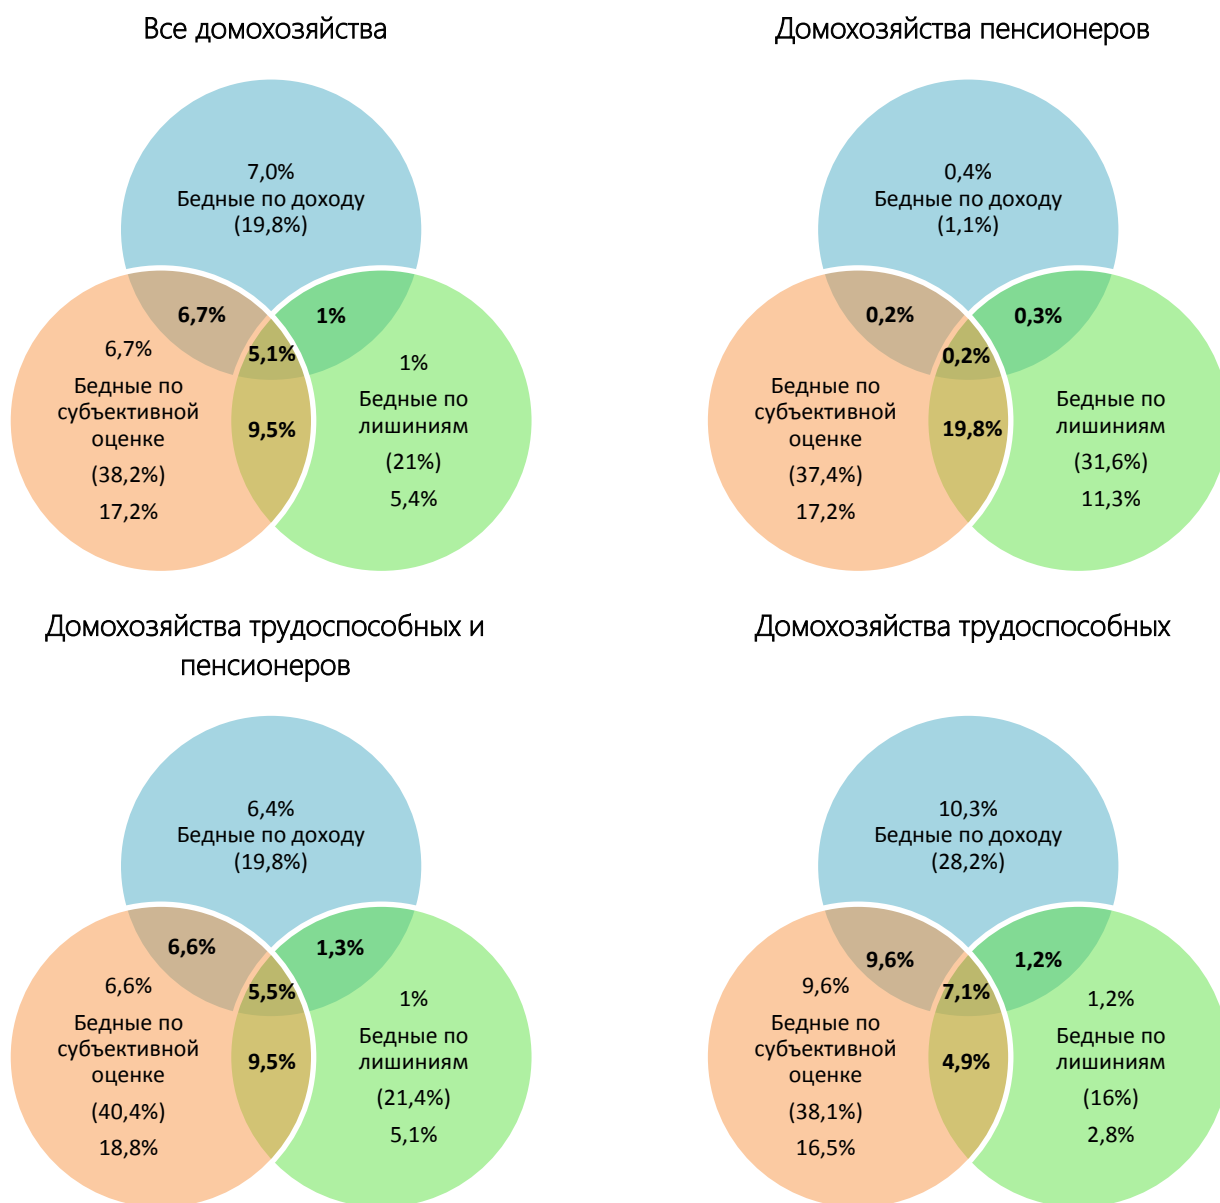 Все домохозяйства
7,0%
Бедные по доходу
(19,8%)
6,7%
1%
5,1%
6,7%
Бедные по
субъективной
оценке
(38,2%)
17,2%
9,5%
1%
Бедные по
лишиниям
(21%)
5,4%
Домохозяйства пенсионеров
0,4%
Бедные по доходу
(1,1%)
0,2%
0,3%
0,2%
Бедные по
субъективной
оценке
(37,4%)
17,2%
19,8%
Бедные по
лишиниям
(31,6%)
11,3%
Домохозяйства трудоспособных и
пенсионеров
6,4%
Бедные по доходу
(19,8%)
6,6%
1,3%
5,5%
6,6%
Бедные по
субъективной
оценке
(40,4%)
18,8%
9,5%
1%
Бедные по
лишиниям
(21,4%)
5,1%
Домохозяйства трудоспособных
10,3%
Бедные по доходу
(28,2%)
9,6%
1,2%
7,1%
9,6%
Бедные по
субъективной
оценке
(38,1%)
16,5%
4,9%
1,2%
Бедные по
лишиниям
(16%)
2,8%